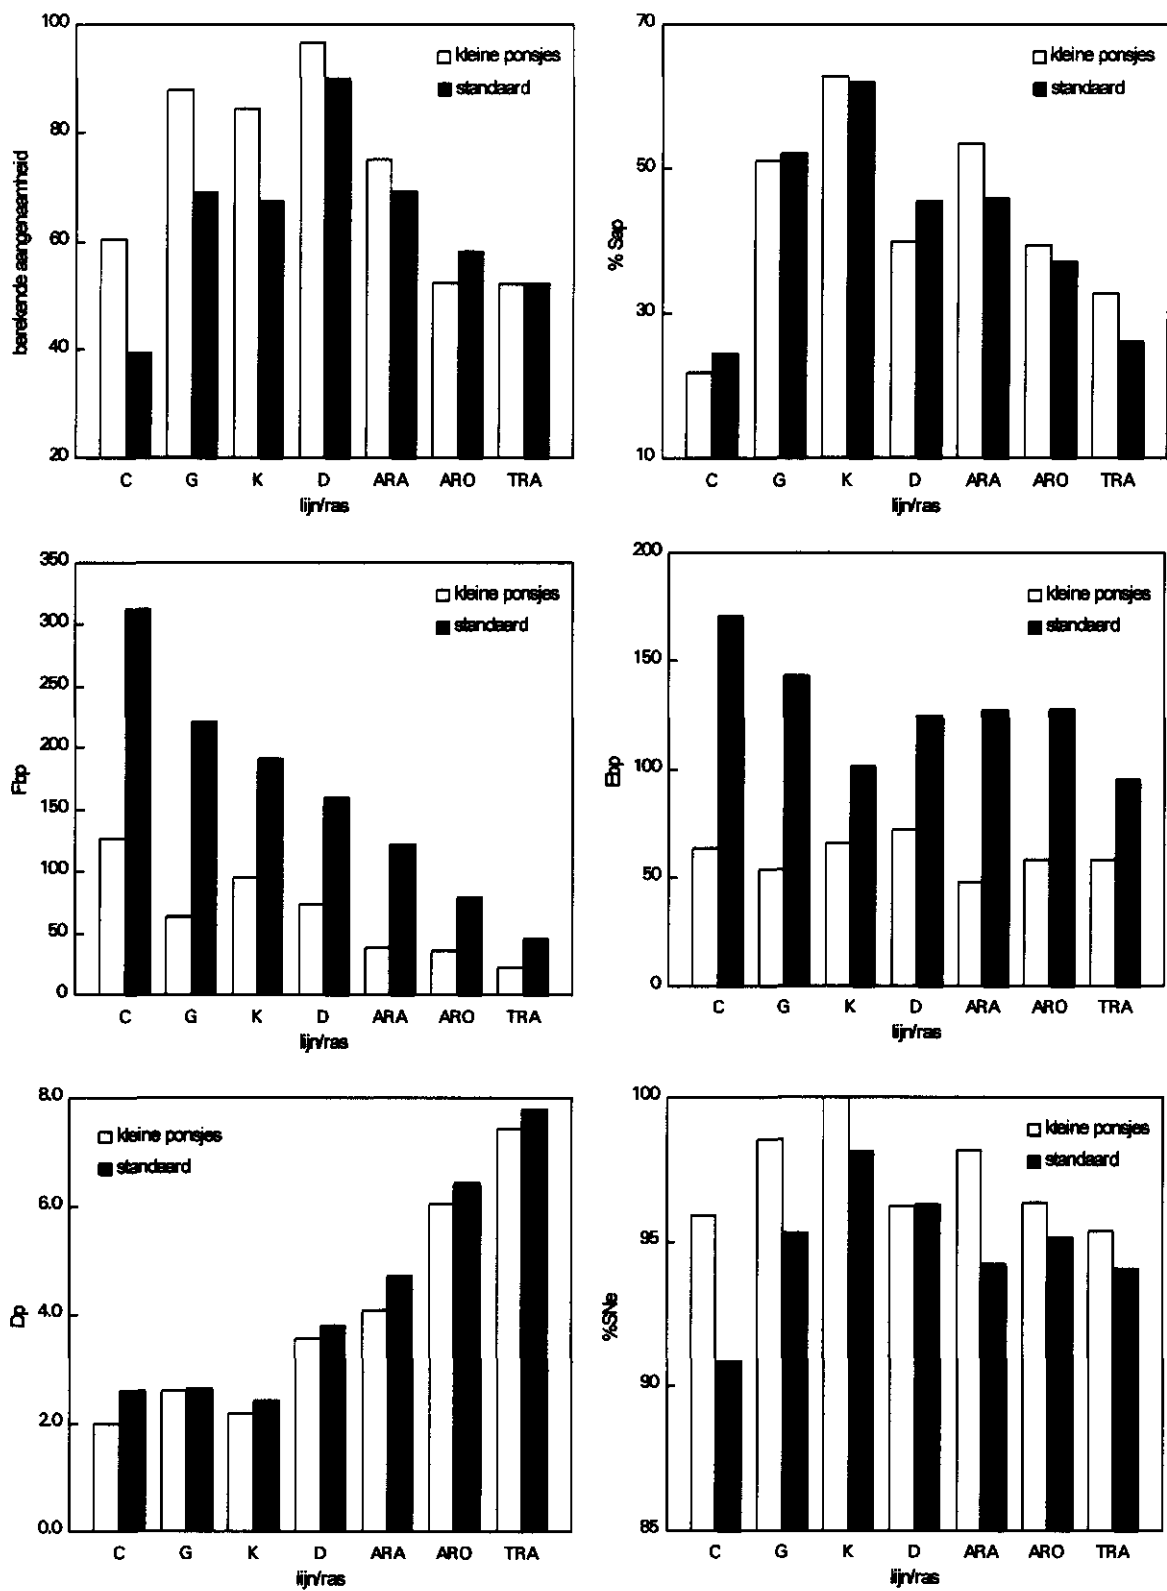 100
80
60
40
20
berekende aangenaamheid
kleine ponsjes
standaard
C G K D ARA ARO TRA
lijn/ras
70
50
30
10
% Sap
kleine ponsjes
standaard
C G K D ARA ARO TRA
lijn/ras
350
300
250
200
150
100
50
0
Fbp
kleine ponsjes
standaard
C G K D ARA ARO TRA
lijn/ras
200
150
100
50
0
Ebp
kleine ponsjes
standaard
C G K D ARA ARO TRA
lijn/ras
8.0
6.0
4.0
2.0
0.0
Dp
kleine ponsjes
standaard
C G K D ARA ARO TRA
lijn/ras
100
95
90
85
%SNe
kleine ponsjes
standaard
C G K D ARA ARO TRA
lijn/ras